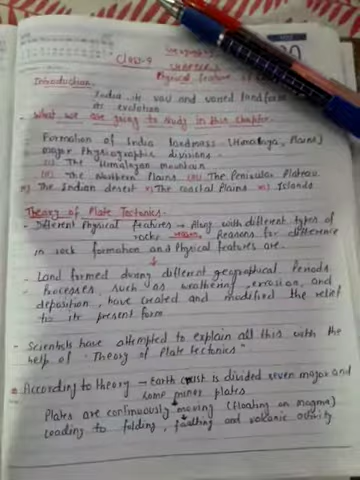 Geography
Class-9
Chapter 2
Physical feature of
Introduction
India its vast and varied landforms
its evolution
- What we are going to study in this chapter.
Formation of India landmass (Himalaya, Plains)
major Physiographic divisions -
(i) The Himalayan mountain
(ii) The Northern Plains (iii) The Penisular Plateau
The Indian desert v) The coastal Plains vi) Islands
Theory of Plate Tectonics -
- Different Physical features → Along with different types of
rocks Reasons for difference
in rock formation and Physical features are.
↓
- Land formed during different geographical Periods
- Processes, such as weathering, erossion, and
deposition, have created and modified the relief
to its present form
- Scientists have attempted to explain all this with the
help of "Theory of Plate tectonics"
According to theory → Earth crust is divided seven major and
some minor plates
Plates are continuously moving (floating on magma)
leading to folding, faulting and volcanic activity